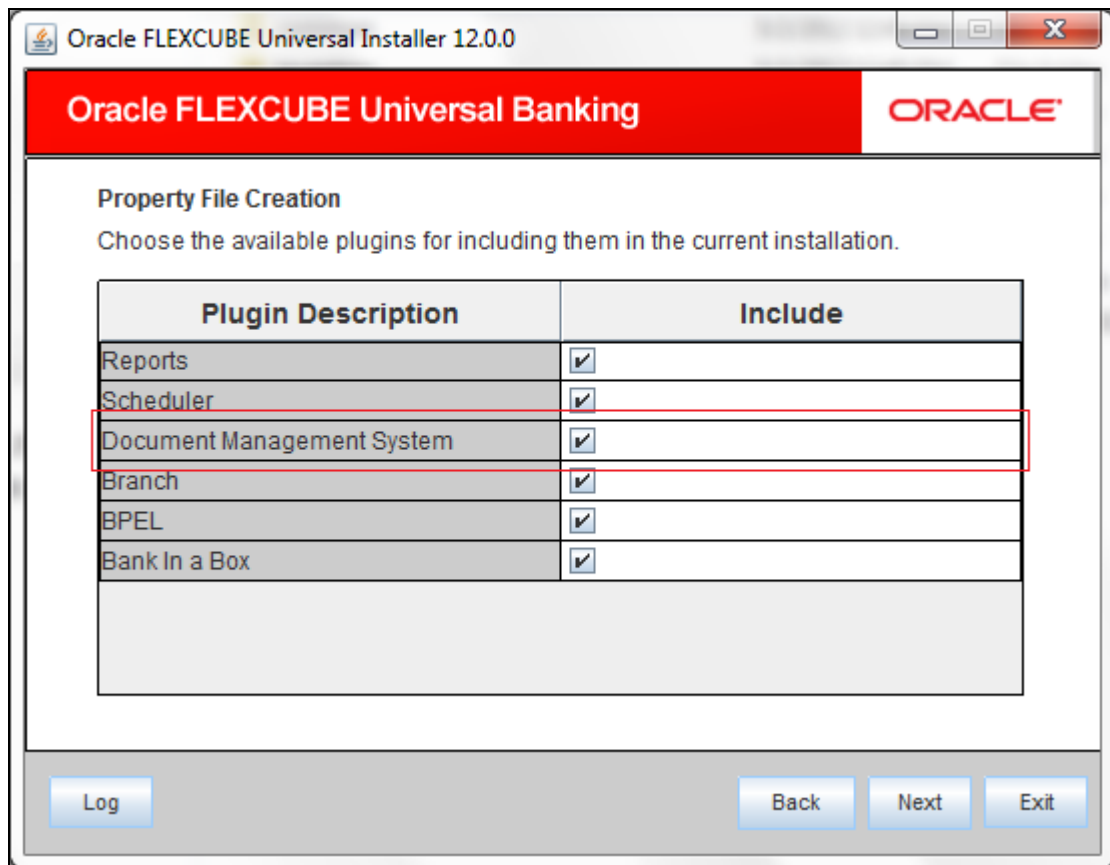 Oracle FLEXCUBE Universal Installer 12.0.0
Oracle FLEXCUBE Universal Banking
ORACLE
Property File Creation
Choose the available plugins for including them in the current installation.
Plugin Description Include
Reports
Scheduler
Document Management System
Branch
BPEL
Bank In a Box
Log Back Next Exit